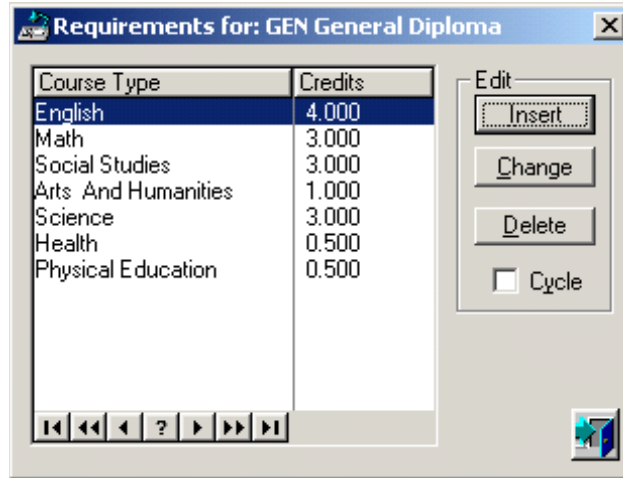 Requirements for: GEN General Diploma
Course Type Credits
English 4.000
Math 3.000
Social Studies 3.000
Arts And Humanities 1.000
Science 3.000
Health 0.500
Physical Education 0.500
?
Edit
Insert
Change
Delete
Cycle